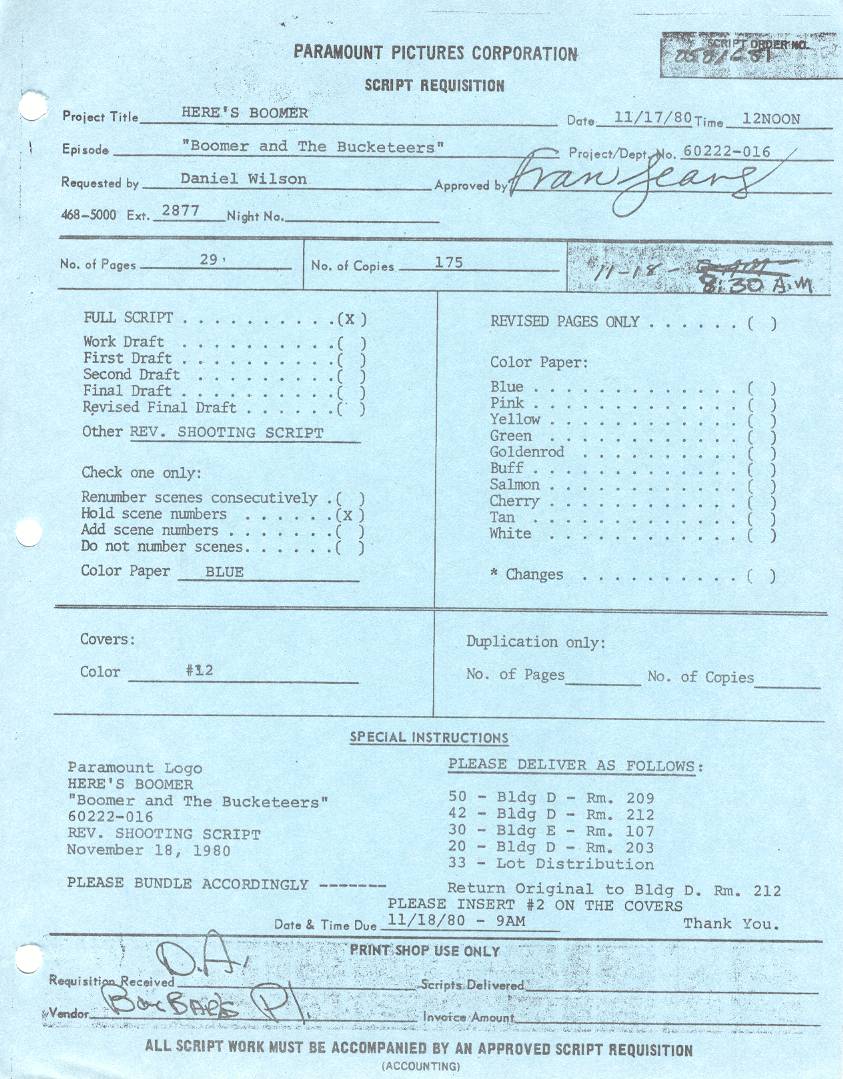 PARAMOUNT PICTURES CORPORATION
SCRIPT ORDER NO.
SCRIPT REQUISITION
Project Title HERE'S BOOMER Date 11/17/80 Time 12NOON
Episode "Boomer and The Bucketeers" Project/Dept. No. 60222-016
Requested by Daniel Wilson Approved by Fran Sears
468-5000 Ext. 2877 Night No.
No. of Pages 29 No. of Copies 175 11-18 - 8:30 A.M
FULL SCRIPT . . . . . . . . . . (X)
Work Draft . . . . . . . . . . ( )
First Draft . . . . . . . . . . ( )
Second Draft . . . . . . . . . ( )
Final Draft . . . . . . . . . . ( )
Revised Final Draft . . . . . . ( )
Other REV. SHOOTING SCRIPT
Check one only:
Renumber scenes consecutively . ( )
Hold scene numbers . . . . . . (X)
Add scene numbers . . . . . . . ( )
Do not number scenes. . . . . . ( )
Color Paper BLUE
REVISED PAGES ONLY . . . . . . ( )
Color Paper:
Blue . . . . . . . . . . . . . . ( )
Pink . . . . . . . . . . . . . . ( )
Yellow . . . . . . . . . . . . . ( )
Green . . . . . . . . . . . . . ( )
Goldenrod . . . . . . . . . . . ( )
Buff . . . . . . . . . . . . . . ( )
Salmon . . . . . . . . . . . . . ( )
Cherry . . . . . . . . . . . . . ( )
Tan . . . . . . . . . . . . . . ( )
White . . . . . . . . . . . . . ( )
* Changes . . . . . . . . . . ( )
Covers:
Color #12
Duplication only:
No. of Pages No. of Copies
SPECIAL INSTRUCTIONS
Paramount Logo
HERE'S BOOMER
"Boomer and The Bucketeers"
60222-016
REV. SHOOTING SCRIPT
November 18, 1980
PLEASE BUNDLE ACCORDINGLY -------
PLEASE DELIVER AS FOLLOWS:
50 - Bldg D - Rm. 209
42 - Bldg D - Rm. 212
30 - Bldg E - Rm. 107
20 - Bldg D - Rm. 203
33 - Lot Distribution
Return Original to Bldg D. Rm. 212
PLEASE INSERT #2 ON THE COVERS
Date & Time Due 11/18/80 - 9AM Thank You.
PRINT SHOP USE ONLY
Requisition Received D.A. Scripts Delivered
Vendor BarBAR's Pl. Invoice Amount
ALL SCRIPT WORK MUST BE ACCOMPANIED BY AN APPROVED SCRIPT REQUISITION
(ACCOUNTING)